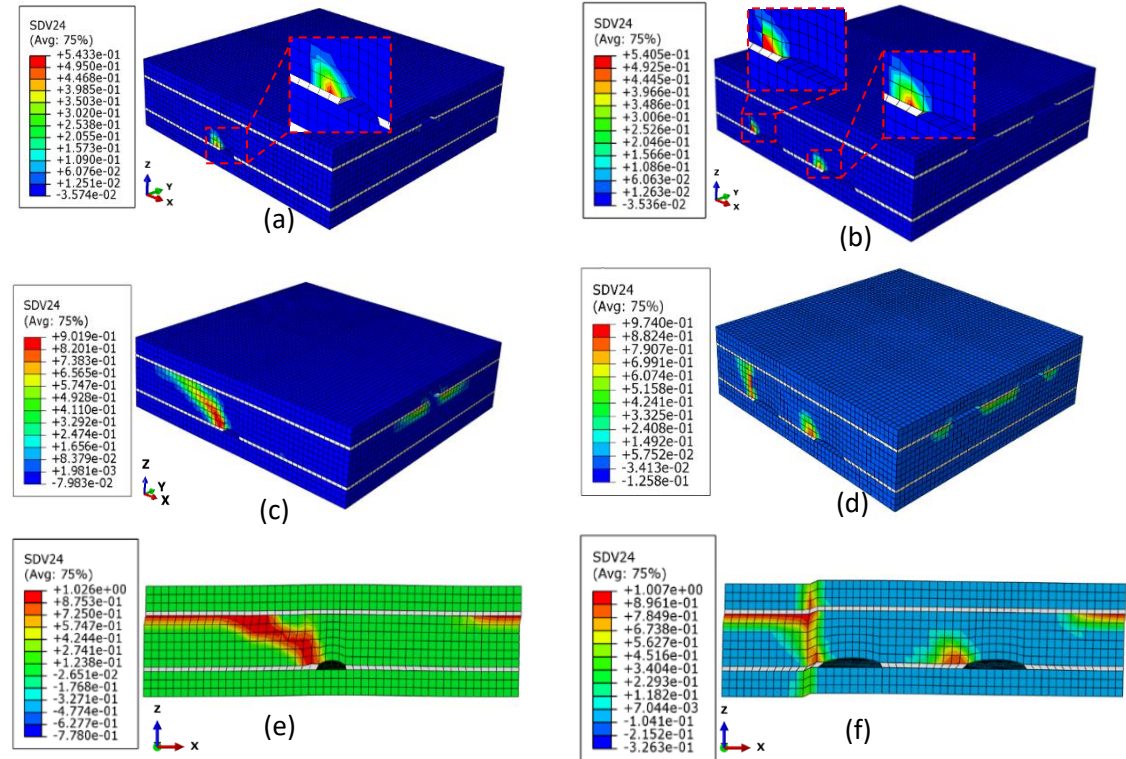 SDV24
(Avg: 75%)
+5.433e-01
+4.950e-01
+4.468e-01
+3.985e-01
+3.503e-01
+3.020e-01
+2.538e-01
+2.055e-01
+1.573e-01
+1.090e-01
+6.076e-02
+1.251e-02
-3.574e-02
Z
Y
X
(a)
SDV24
(Avg: 75%)
+5.405e-01
+4.925e-01
+4.445e-01
+3.966e-01
+3.486e-01
+3.006e-01
+2.526e-01
+2.046e-01
+1.566e-01
+1.086e-01
+6.063e-02
+1.263e-02
-3.536e-02
Z
Y
X
(b)
SDV24
(Avg: 75%)
+9.019e-01
+8.201e-01
+7.383e-01
+6.565e-01
+5.747e-01
+4.928e-01
+4.110e-01
+3.292e-01
+2.474e-01
+1.656e-01
+8.379e-02
+1.981e-03
-7.983e-02
Z
Y
X
(c)
SDV24
(Avg: 75%)
+9.740e-01
+8.824e-01
+7.907e-01
+6.991e-01
+6.074e-01
+5.158e-01
+4.241e-01
+3.325e-01
+2.408e-01
+1.492e-01
+5.752e-02
-3.413e-02
-1.258e-01
Z
Y
X
(d)
SDV24
(Avg: 75%)
+1.026e+00
+8.753e-01
+7.250e-01
+5.747e-01
+4.244e-01
+2.741e-01
+1.238e-01
-2.651e-02
-1.768e-01
-3.271e-01
-4.774e-01
-6.277e-01
-7.780e-01
Z
X
(e)
SDV24
(Avg: 75%)
+1.007e+00
+8.961e-01
+7.849e-01
+6.738e-01
+5.627e-01
+4.516e-01
+3.404e-01
+2.293e-01
+1.182e-01
+7.044e-03
-1.041e-01
-2.152e-01
-3.263e-01
Z
X
(f)